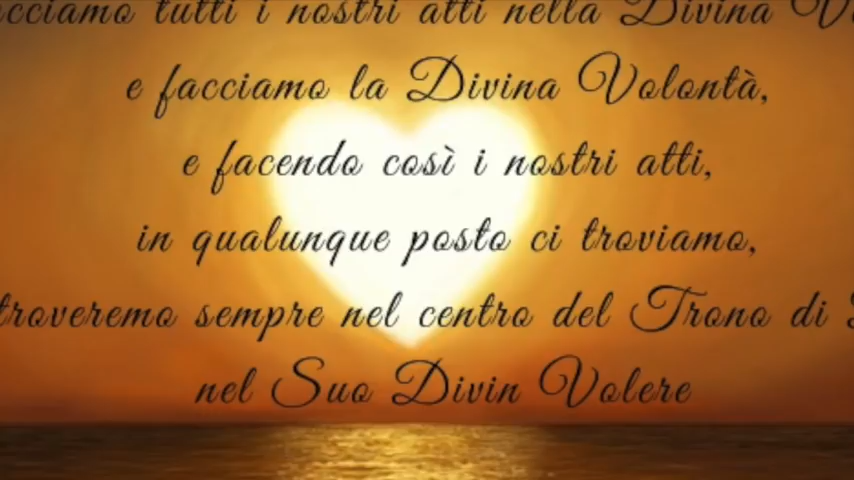 facciamo tutti i nostri atti nella Divina
e facciamo la Divina Volontà,
e facendo così i nostri atti,
in qualunque posto ci troviamo,
troveremo sempre nel centro del Trono di
nel Suo Divin Volere